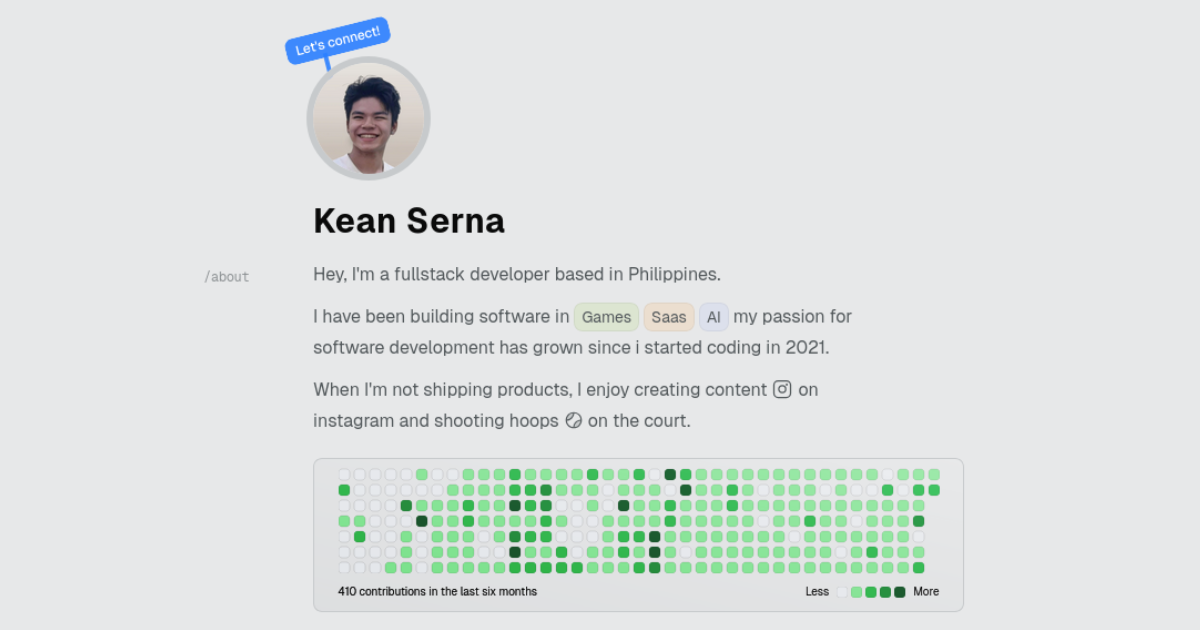 Let's connect!
Kean Serna
/about
Hey, I'm a fullstack developer based in Philippines.
I have been building software in Games Saas AI my passion for
software development has grown since i started coding in 2021.
When I'm not shipping products, I enjoy creating content on
instagram and shooting hoops on the court.
410 contributions in the last six months
Less More